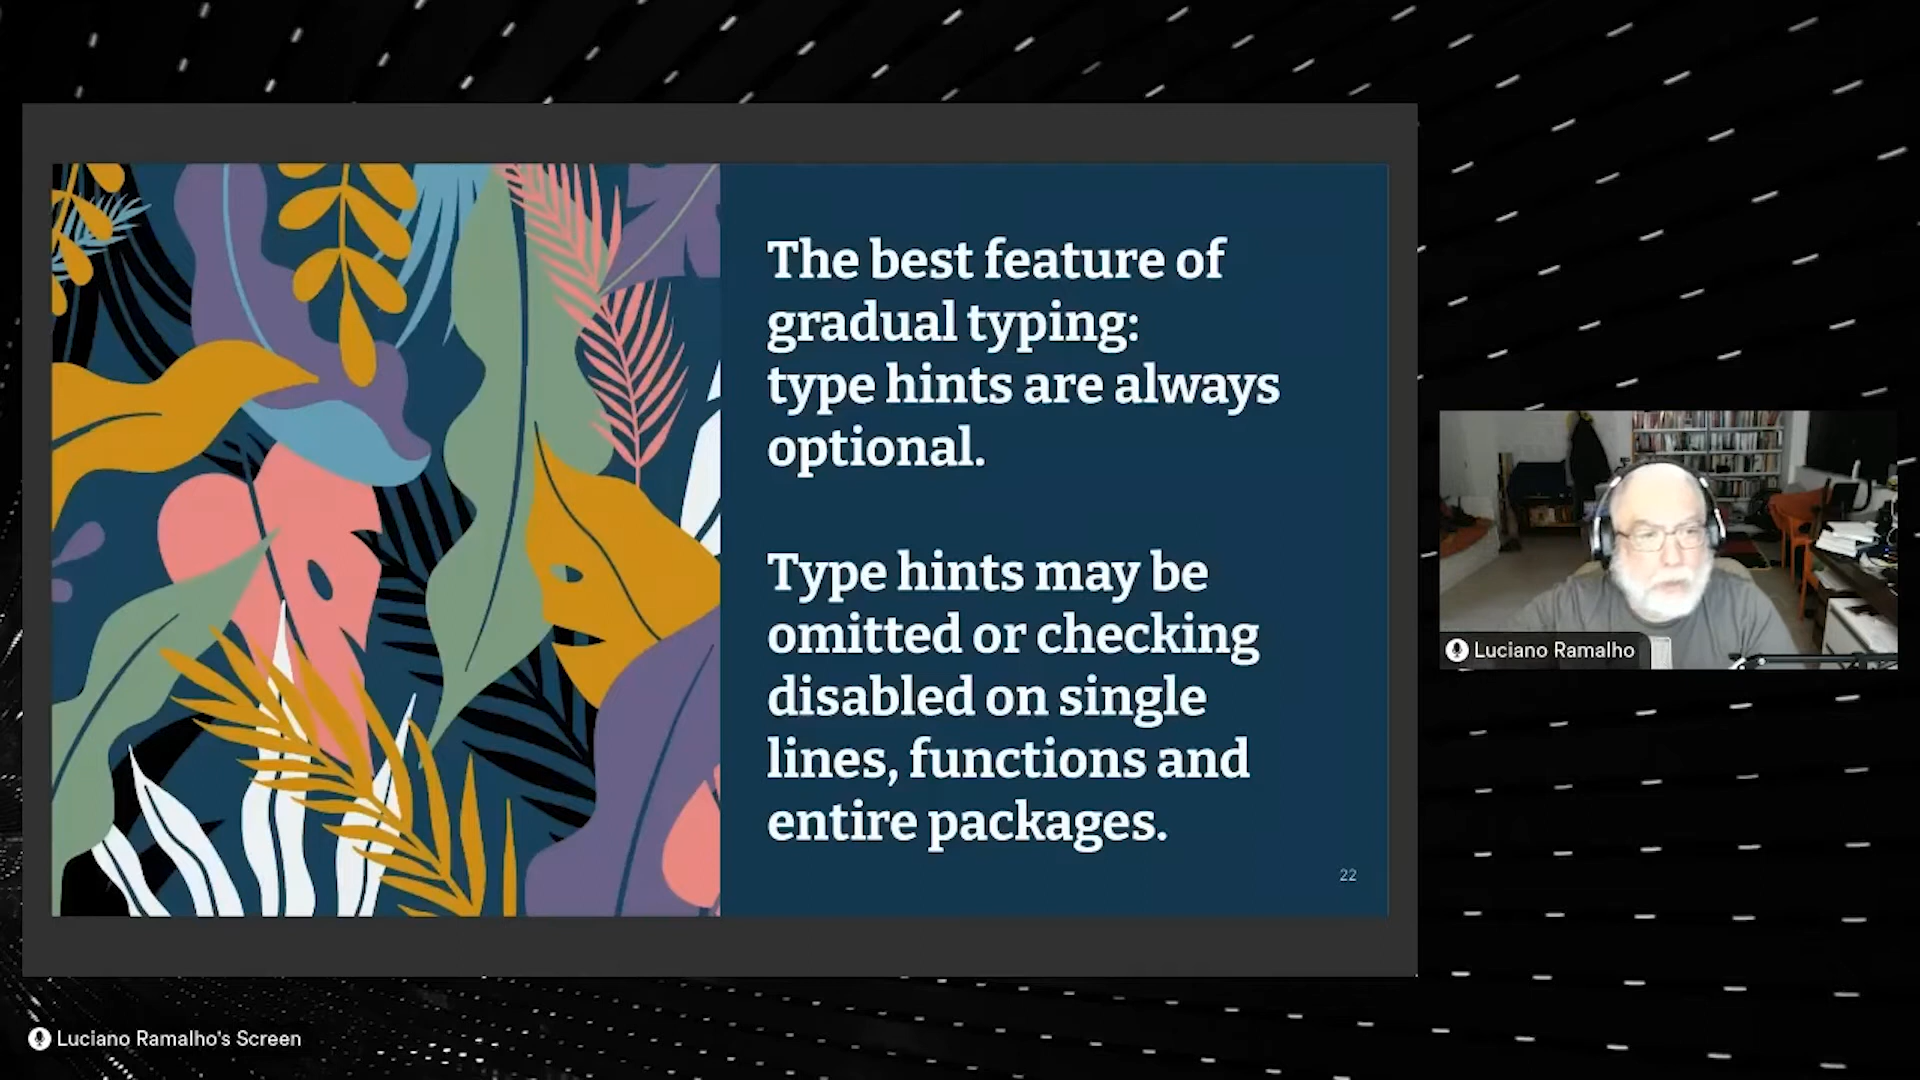 The best feature of
gradual typing:
type hints are always
optional.
Type hints may be
omitted or checking
disabled on single
lines, functions and
entire packages.
22
Luciano Ramalho
Luciano Ramalho's Screen